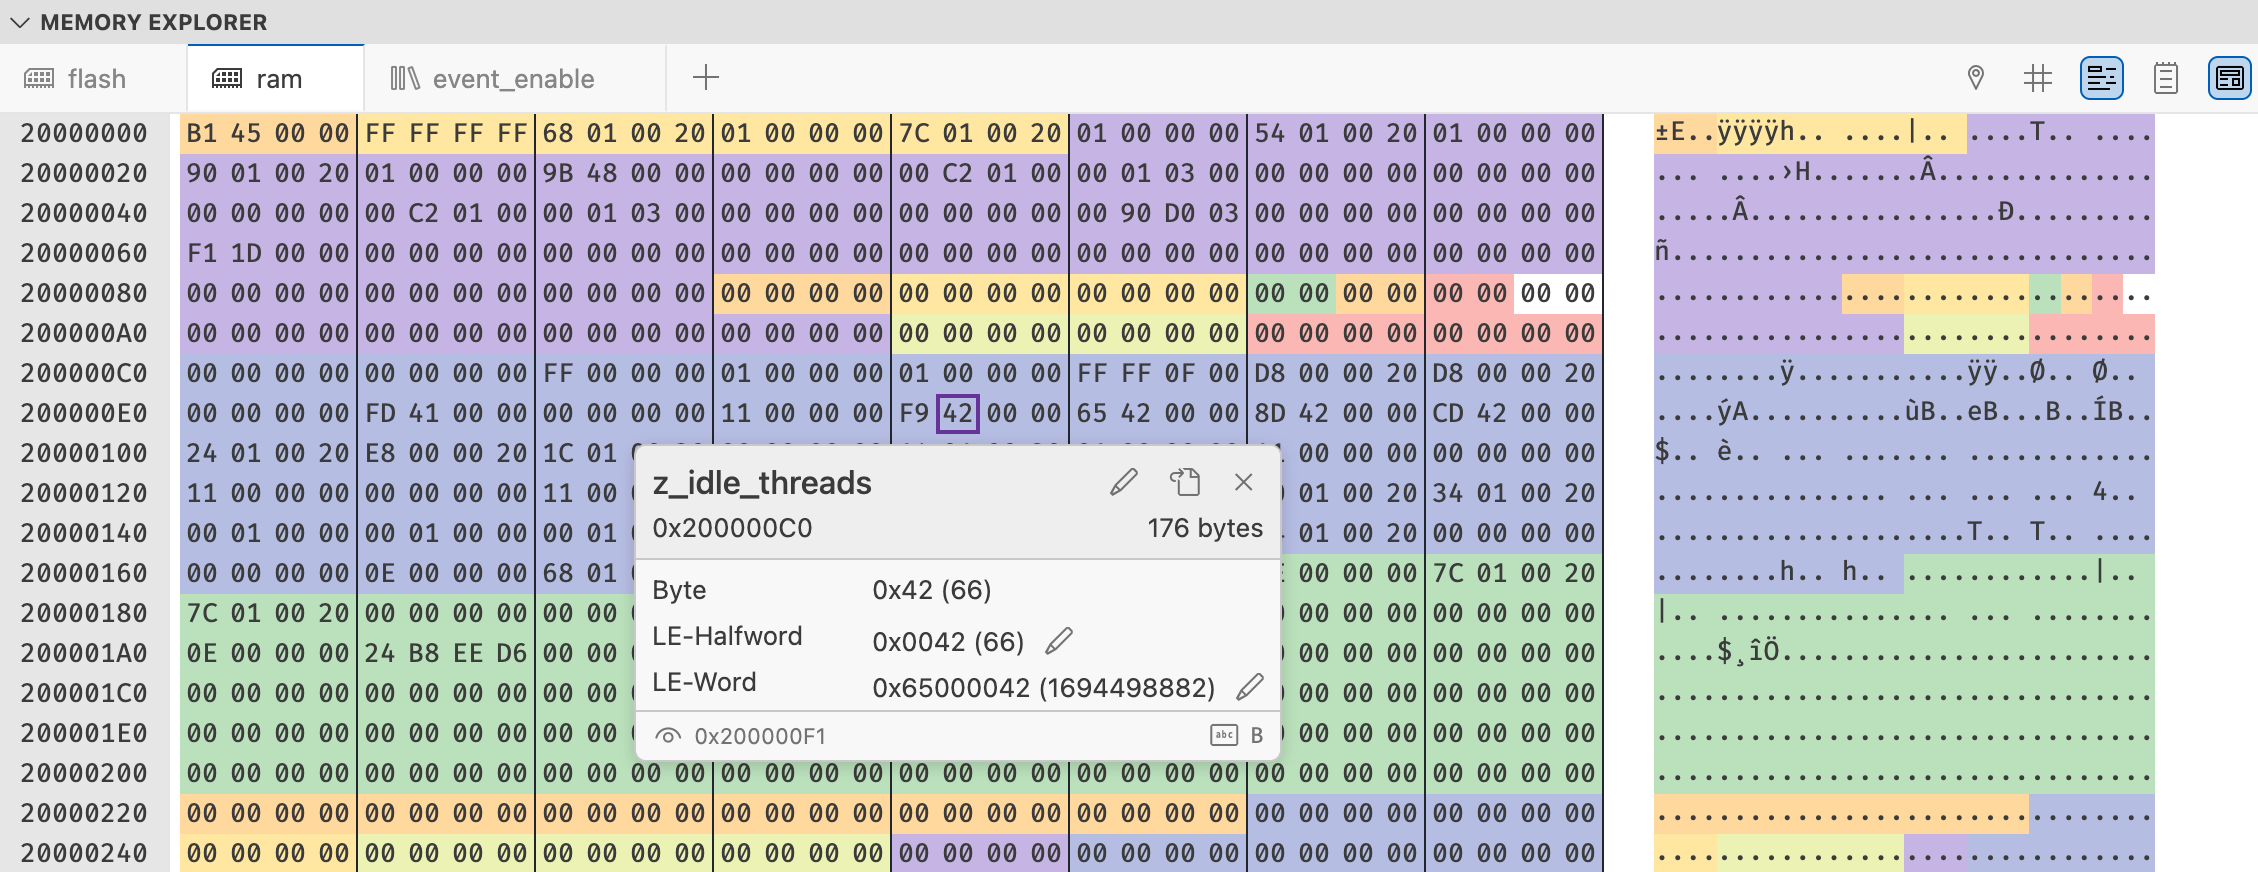 MEMORY EXPLORER
flash ram event_enable
20000000 B1 45 00 00 FF FF FF FF 68 01 00 20 01 00 00 00 7C 01 00 20 01 00 00 00 54 01 00 20 01 00 00 00 ±E..ÿÿÿÿh.. ....|.. ....T.. ....
20000020 90 01 00 20 01 00 00 00 9B 48 00 00 00 00 00 00 00 C2 01 00 00 01 03 00 00 00 00 00 00 00 00 00 ... ....›H.......Â..............
20000040 00 00 00 00 00 C2 01 00 00 01 03 00 00 00 00 00 00 90 D0 03 00 00 00 00 00 00 00 00 00 00 00 00 .....Â................Ð.........
20000060 F1 1D 00 00 00 00 00 00 00 00 00 00 00 00 00 00 00 00 00 00 00 00 00 00 00 00 00 00 00 00 00 00 ñ...............................
20000080 00 00 00 00 00 00 00 00 00 00 00 00 00 00 00 00 00 00 00 00 00 00 00 00 00 00 00 00 00 00 00 00 ................................
200000A0 00 00 00 00 00 00 00 00 00 00 00 00 00 00 00 00 00 00 00 00 00 00 00 00 00 00 00 00 00 00 00 00 ................................
200000C0 00 00 00 00 00 00 00 00 FF 00 00 00 01 00 00 00 01 00 00 00 FF FF 0F 00 D8 00 00 20 D8 00 00 20 ........ÿ...........ÿÿ..Ø.. Ø..
200000E0 00 00 00 00 FD 41 00 00 00 00 00 00 11 00 00 00 F9 42 00 00 65 42 00 00 8D 42 00 00 CD 42 00 00 ....ýA..........ùB..eB...B..ÍB..
20000100 24 01 00 20 E8 00 00 20 1C 01 00 00 00 00 00 00 00 $.. è.. ... ....... ............
20000120 11 00 00 00 00 00 00 00 11 00 01 00 20 34 01 00 20 ................ ... ... ... 4..
20000140 00 01 00 00 00 01 00 00 00 01 01 00 20 00 00 00 00 ....................T.. T.. ....
20000160 00 00 00 00 0E 00 00 00 68 01 00 00 00 7C 01 00 20 ........h.. h.. ............|..
20000180 7C 01 00 20 00 00 00 00 00 00 00 00 00 00 00 00 00 |.. ................ ... .......
200001A0 0E 00 00 00 24 B8 EE D6 00 00 00 00 00 00 00 00 00 ....$¸îÖ........................
200001C0 00 00 00 00 00 00 00 00 00 00 00 00 00 00 00 00 00 ................................
200001E0 00 00 00 00 00 00 00 00 00 00 00 00 00 00 00 00 00 ................................
20000200 00 00 00 00 00 00 00 00 00 00 00 00 00 00 00 00 00 00 00 00 00 00 00 00 00 00 00 00 00 00 00 00 ................................
20000220 00 00 00 00 00 00 00 00 00 00 00 00 00 00 00 00 00 00 00 00 00 00 00 00 00 00 00 00 00 00 00 00 ................................
20000240 00 00 00 00 00 00 00 00 00 00 00 00 00 00 00 00 00 00 00 00 00 00 00 00 00 00 00 00 00 00 00 00 ................................
z_idle_threads
0x200000C0 176 bytes
Byte 0x42 (66)
LE-Halfword 0x0042 (66)
LE-Word 0x65000042 (1694498882)
0x200000F1 abc B